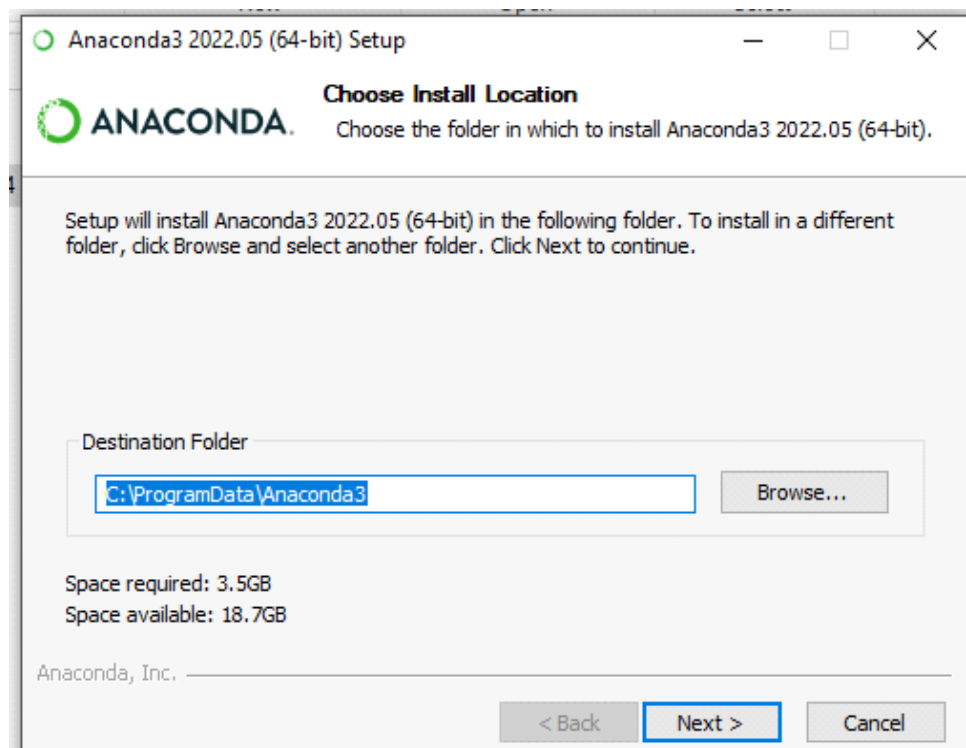 Anaconda3 2022.05 (64-bit) Setup
ANACONDA.
Choose Install Location
Choose the folder in which to install Anaconda3 2022.05 (64-bit).
Setup will install Anaconda3 2022.05 (64-bit) in the following folder. To install in a different
folder, click Browse and select another folder. Click Next to continue.
Destination Folder
C:\ProgramData\Anaconda3
Browse...
Space required: 3.5GB
Space available: 18.7GB
Anaconda, Inc.
< Back
Next >
Cancel